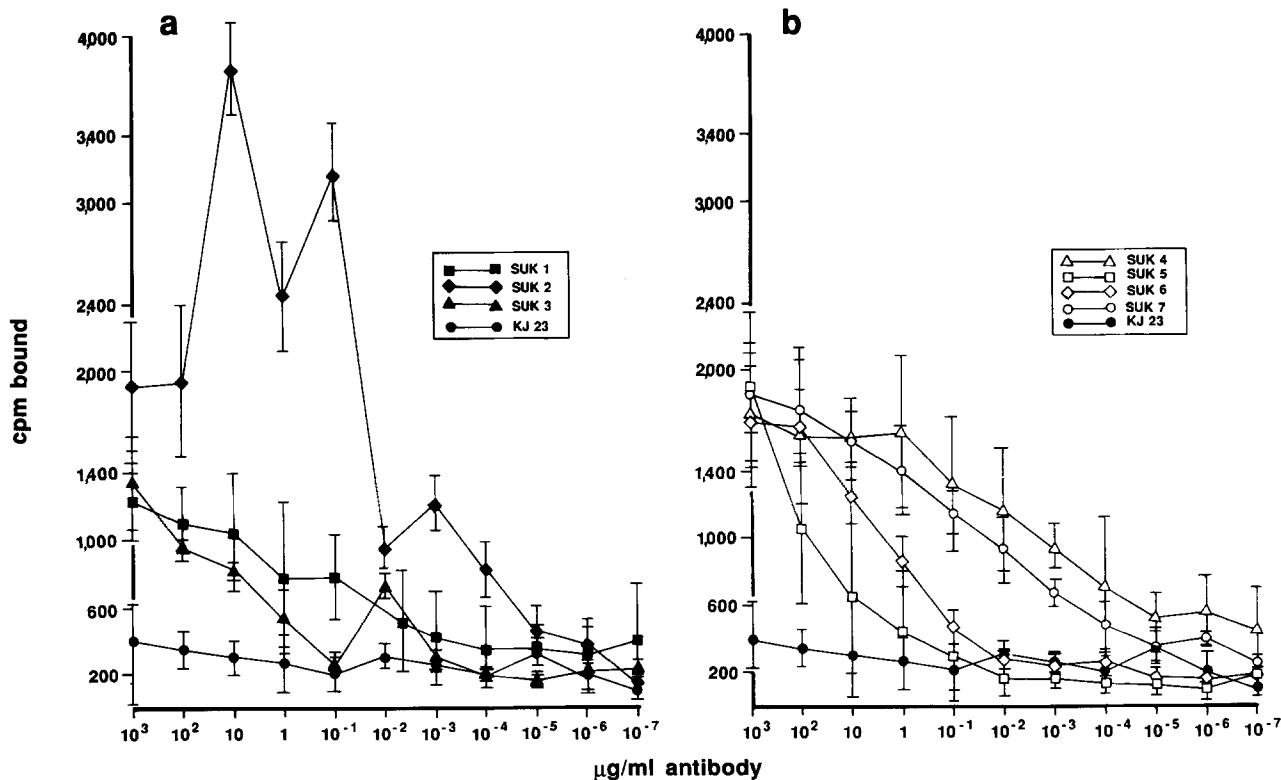 a
4,000
3,400
3,000
2,400
2,000
1,400
1,000
600
200
SUK 1
SUK 2
SUK 3
KJ 23
10³ 10² 10 1 10⁻¹ 10⁻² 10⁻³ 10⁻⁴ 10⁻⁵ 10⁻⁶ 10⁻⁷
b
4,000
3,400
3,000
2,400
2,000
1,400
1,000
600
200
SUK 4
SUK 5
SUK 6
SUK 7
KJ 23
10³ 10² 10 1 10⁻¹ 10⁻² 10⁻³ 10⁻⁴ 10⁻⁵ 10⁻⁶ 10⁻⁷
cpm bound
μg/ml antibody